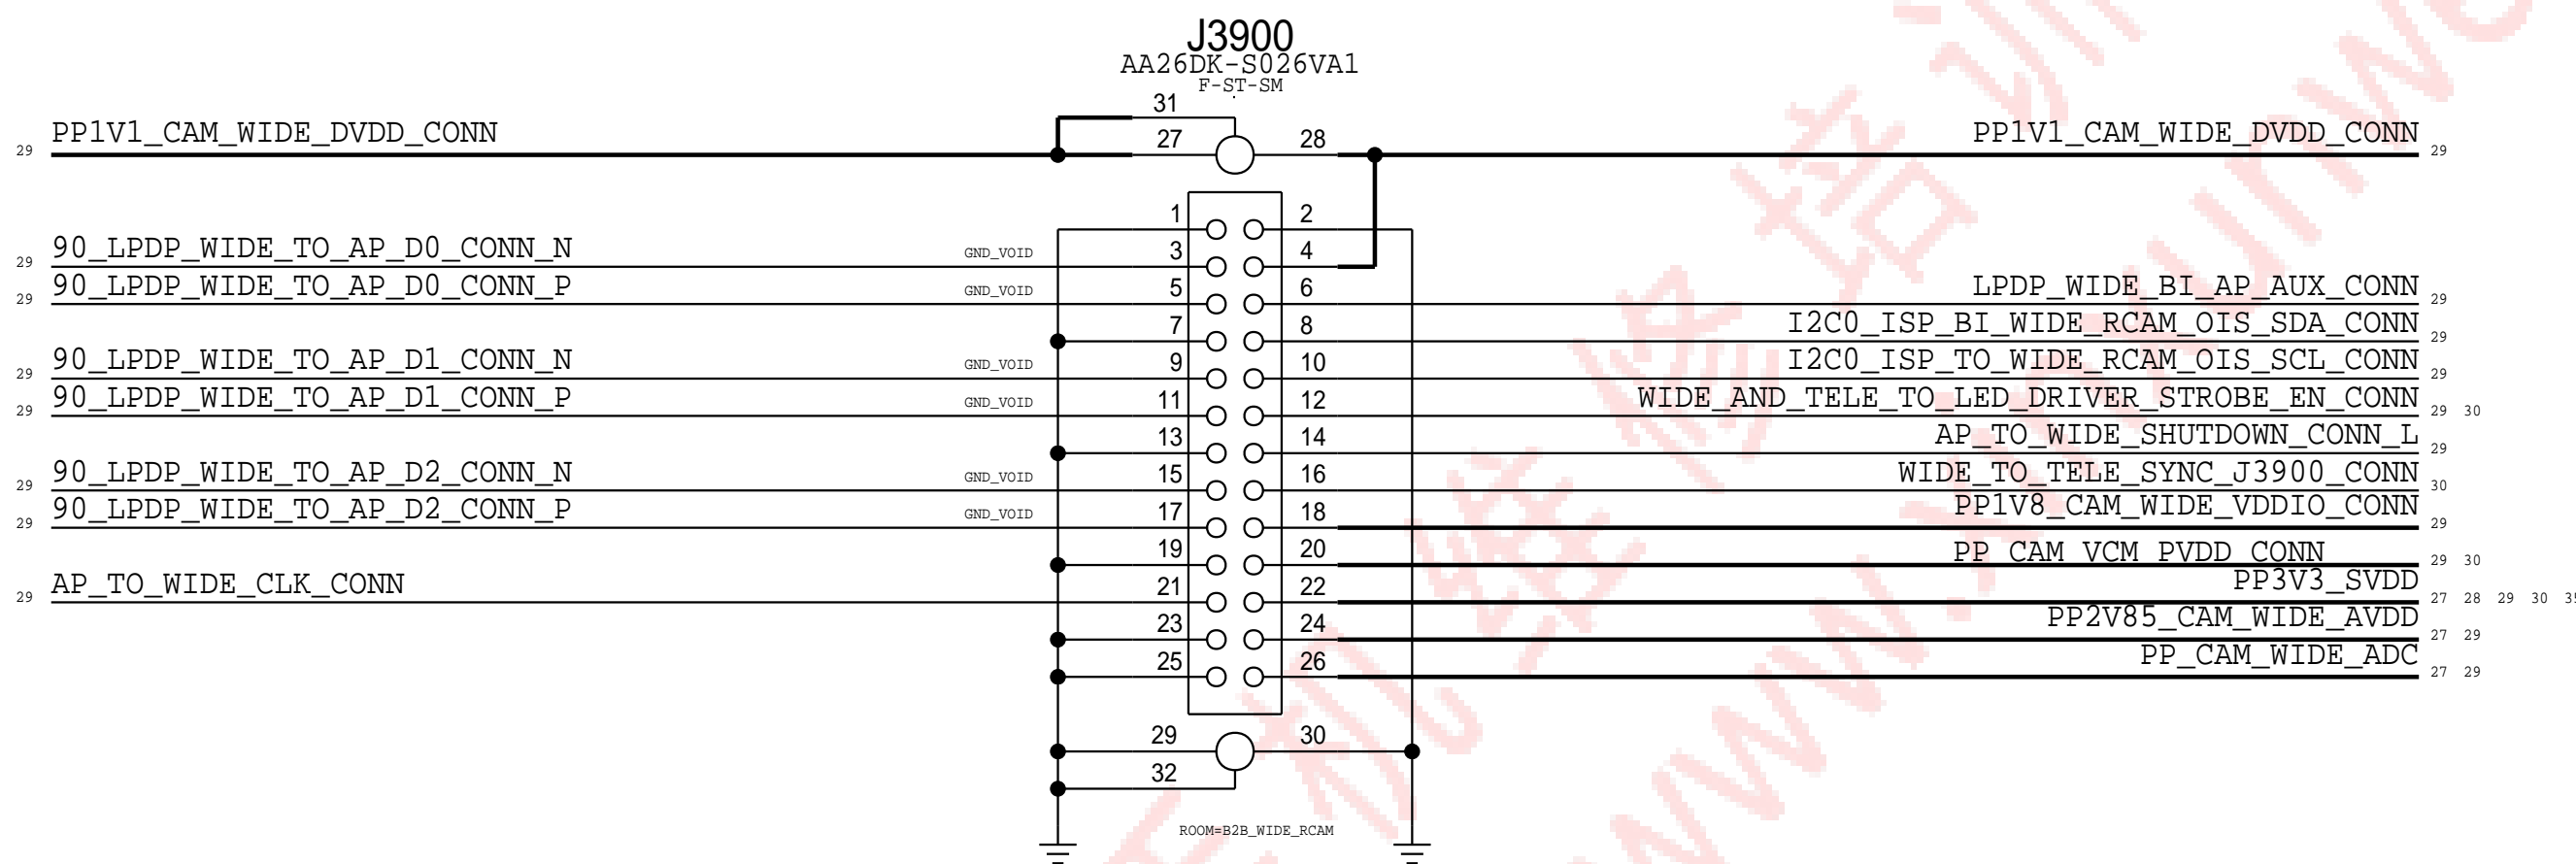 J3900
AA26DK-S026VA1
F-ST-SM
31
29 PP1V1_CAM_WIDE_DVDD_CONN 27 28 PP1V1_CAM_WIDE_DVDD_CONN 29
1 2
29 90_LPDP_WIDE_TO_AP_D0_CONN_N GND_VOID 3 4
29 90_LPDP_WIDE_TO_AP_D0_CONN_P GND_VOID 5 6 LPDP_WIDE_BI_AP_AUX_CONN 29
7 8 I2C0_ISP_BI_WIDE_RCAM_OIS_SDA_CONN 29
29 90_LPDP_WIDE_TO_AP_D1_CONN_N GND_VOID 9 10 I2C0_ISP_TO_WIDE_RCAM_OIS_SCL_CONN 29
29 90_LPDP_WIDE_TO_AP_D1_CONN_P GND_VOID 11 12 WIDE_AND_TELE_TO_LED_DRIVER_STROBE_EN_CONN 29 30
13 14 AP_TO_WIDE_SHUTDOWN_CONN_L 29
29 90_LPDP_WIDE_TO_AP_D2_CONN_N GND_VOID 15 16 WIDE_TO_TELE_SYNC_J3900_CONN 30
29 90_LPDP_WIDE_TO_AP_D2_CONN_P GND_VOID 17 18 PP1V8_CAM_WIDE_VDDIO_CONN 29
19 20 PP_CAM_VCM_PVDD_CONN 29 30
29 AP_TO_WIDE_CLK_CONN 21 22 PP3V3_SVDD 27 28 29 30
23 24 PP2V85_CAM_WIDE_AVDD 27 29
25 26 PP_CAM_WIDE_ADC 27 29
29 30
32
ROOM=B2B_WIDE_RCAM